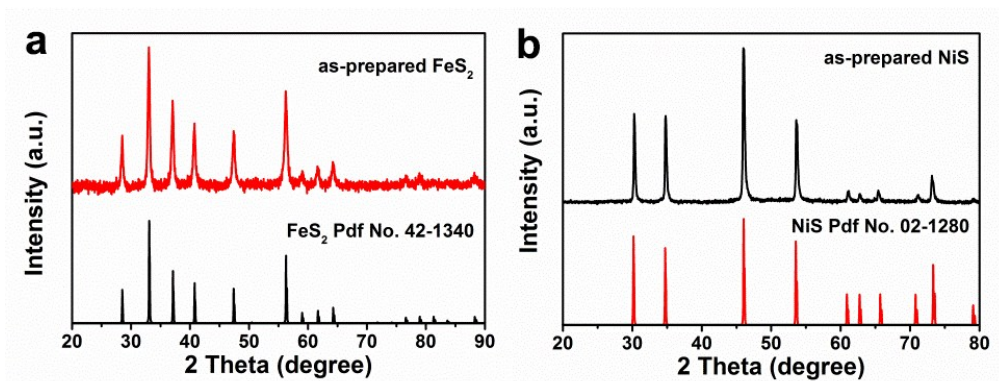 a
as-prepared FeS₂
Intensity (a.u.)
FeS₂ Pdf No. 42-1340
20 30 40 50 60 70 80 90
2 Theta (degree)
b
as-prepared NiS
Intensity (a.u.)
NiS Pdf No. 02-1280
20 30 40 50 60 70 80
2 Theta (degree)